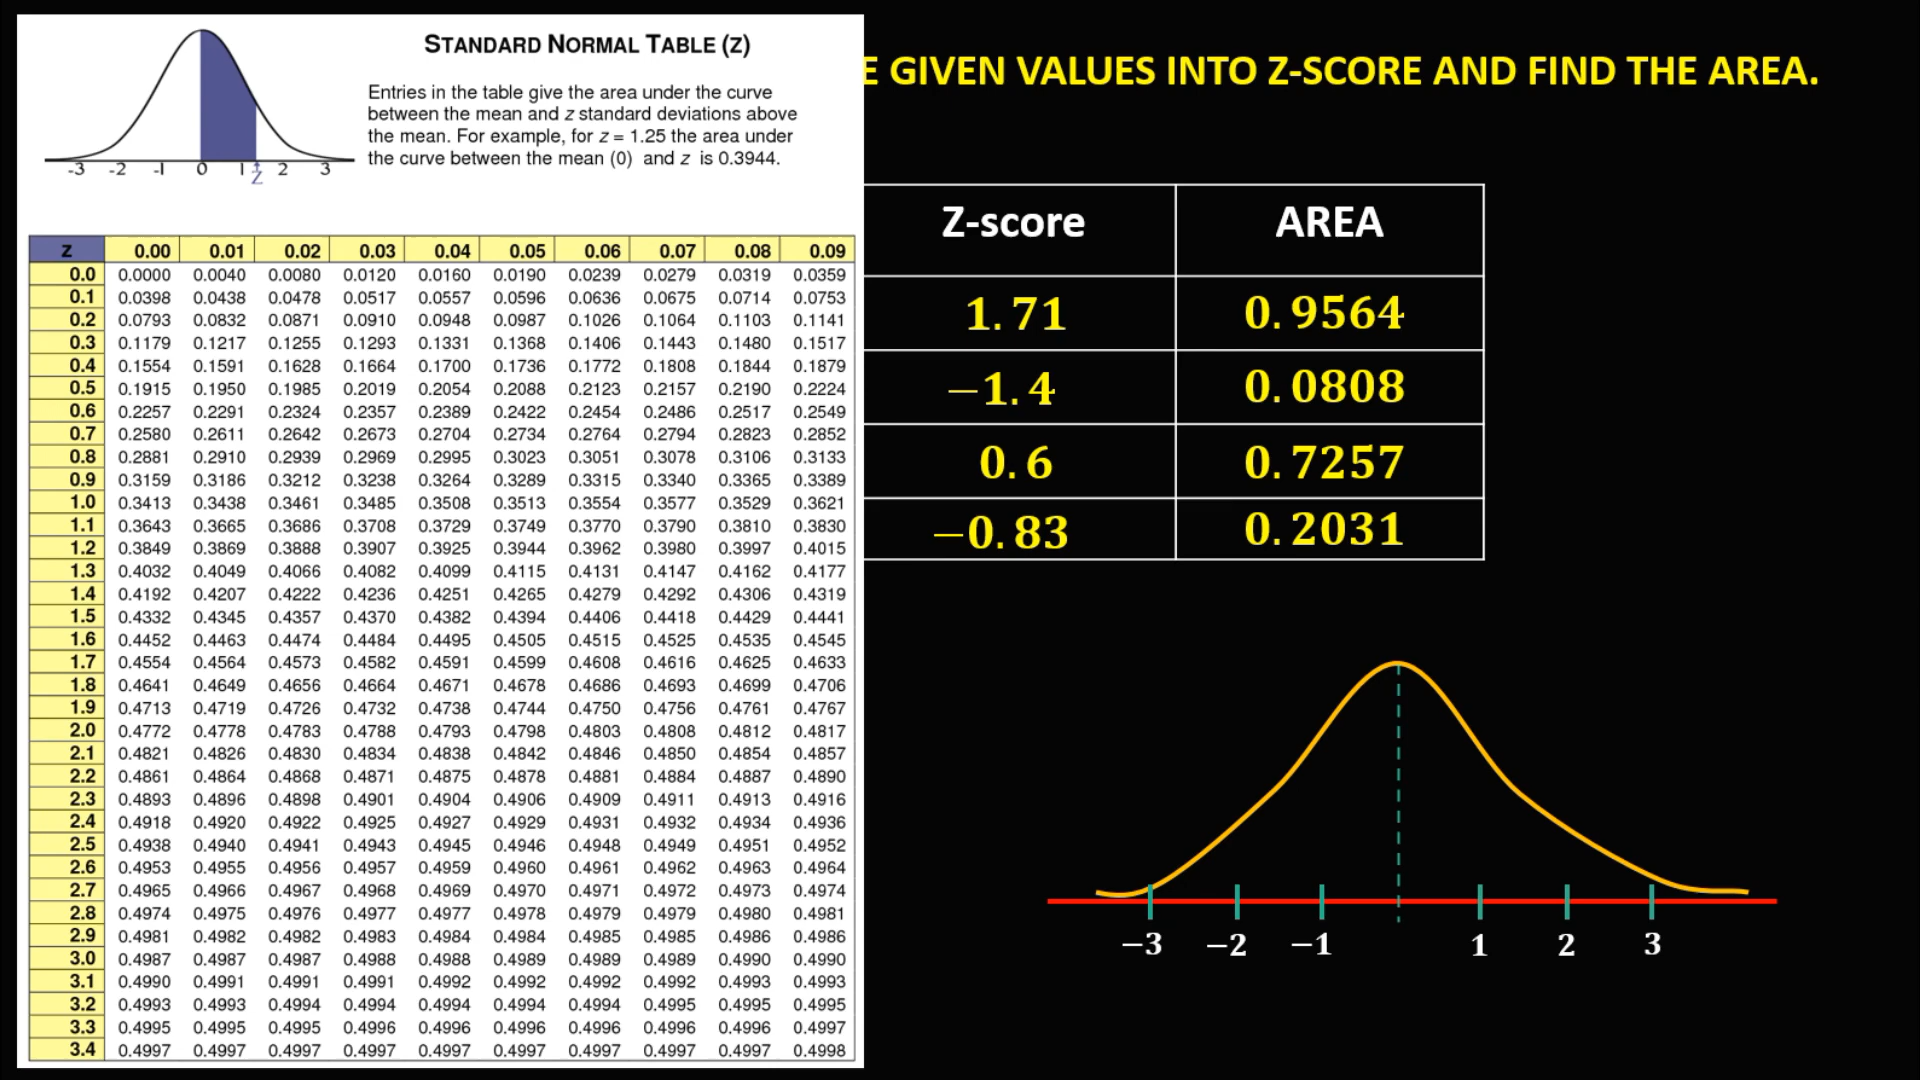 STANDARD NORMAL TABLE (Z)
Entries in the table give the area under the curve
between the mean and z standard deviations above
the mean. For example, for z = 1.25 the area under
the curve between the mean (0) and z is 0.3944.
-3 -2 -1 0 1 Z 2 3
z 0.00 0.01 0.02 0.03 0.04 0.05 0.06 0.07 0.08 0.09
0.0 0.0000 0.0040 0.0080 0.0120 0.0160 0.0190 0.0239 0.0279 0.0319 0.0359
0.1 0.0398 0.0438 0.0478 0.0517 0.0557 0.0596 0.0636 0.0675 0.0714 0.0753
0.2 0.0793 0.0832 0.0871 0.0910 0.0948 0.0987 0.1026 0.1064 0.1103 0.1141
0.3 0.1179 0.1217 0.1255 0.1293 0.1331 0.1368 0.1406 0.1443 0.1480 0.1517
0.4 0.1554 0.1591 0.1628 0.1664 0.1700 0.1736 0.1772 0.1808 0.1844 0.1879
0.5 0.1915 0.1950 0.1985 0.2019 0.2054 0.2088 0.2123 0.2157 0.2190 0.2224
0.6 0.2257 0.2291 0.2324 0.2357 0.2389 0.2422 0.2454 0.2486 0.2517 0.2549
0.7 0.2580 0.2611 0.2642 0.2673 0.2704 0.2734 0.2764 0.2794 0.2823 0.2852
0.8 0.2881 0.2910 0.2939 0.2969 0.2995 0.3023 0.3051 0.3078 0.3106 0.3133
0.9 0.3159 0.3186 0.3212 0.3238 0.3264 0.3289 0.3315 0.3340 0.3365 0.3389
1.0 0.3413 0.3438 0.3461 0.3485 0.3508 0.3513 0.3554 0.3577 0.3529 0.3621
1.1 0.3643 0.3665 0.3686 0.3708 0.3729 0.3749 0.3770 0.3790 0.3810 0.3830
1.2 0.3849 0.3869 0.3888 0.3907 0.3925 0.3944 0.3962 0.3980 0.3997 0.4015
1.3 0.4032 0.4049 0.4066 0.4082 0.4099 0.4115 0.4131 0.4147 0.4162 0.4177
1.4 0.4192 0.4207 0.4222 0.4236 0.4251 0.4265 0.4279 0.4292 0.4306 0.4319
1.5 0.4332 0.4345 0.4357 0.4370 0.4382 0.4394 0.4406 0.4418 0.4429 0.4441
1.6 0.4452 0.4463 0.4474 0.4484 0.4495 0.4505 0.4515 0.4525 0.4535 0.4545
1.7 0.4554 0.4564 0.4573 0.4582 0.4591 0.4599 0.4608 0.4616 0.4625 0.4633
1.8 0.4641 0.4649 0.4656 0.4664 0.4671 0.4678 0.4686 0.4693 0.4699 0.4706
1.9 0.4713 0.4719 0.4726 0.4732 0.4738 0.4744 0.4750 0.4756 0.4761 0.4767
2.0 0.4772 0.4778 0.4783 0.4788 0.4793 0.4798 0.4803 0.4808 0.4812 0.4817
2.1 0.4821 0.4826 0.4830 0.4834 0.4838 0.4842 0.4846 0.4850 0.4854 0.4857
2.2 0.4861 0.4864 0.4868 0.4871 0.4875 0.4878 0.4881 0.4884 0.4887 0.4890
2.3 0.4893 0.4896 0.4898 0.4901 0.4904 0.4906 0.4909 0.4911 0.4913 0.4916
2.4 0.4918 0.4920 0.4922 0.4925 0.4927 0.4929 0.4931 0.4932 0.4934 0.4936
2.5 0.4938 0.4940 0.4941 0.4943 0.4945 0.4946 0.4948 0.4949 0.4951 0.4952
2.6 0.4953 0.4955 0.4956 0.4957 0.4959 0.4960 0.4961 0.4962 0.4963 0.4964
2.7 0.4965 0.4966 0.4967 0.4968 0.4969 0.4970 0.4971 0.4972 0.4973 0.4974
2.8 0.4974 0.4975 0.4976 0.4977 0.4977 0.4978 0.4979 0.4979 0.4980 0.4981
2.9 0.4981 0.4982 0.4982 0.4983 0.4984 0.4984 0.4985 0.4985 0.4986 0.4986
3.0 0.4987 0.4987 0.4987 0.4988 0.4988 0.4989 0.4989 0.4989 0.4990 0.4990
3.1 0.4990 0.4991 0.4991 0.4991 0.4992 0.4992 0.4992 0.4992 0.4993 0.4993
3.2 0.4993 0.4993 0.4994 0.4994 0.4994 0.4994 0.4994 0.4995 0.4995 0.4995
3.3 0.4995 0.4995 0.4995 0.4996 0.4996 0.4996 0.4996 0.4996 0.4996 0.4997
3.4 0.4997 0.4997 0.4997 0.4997 0.4997 0.4997 0.4997 0.4997 0.4997 0.4998
E GIVEN VALUES INTO Z-SCORE AND FIND THE AREA.
Z-score AREA
1.71 0.9564
−1.4 0.0808
0.6 0.7257
−0.83 0.2031
−3 −2 −1 1 2 3